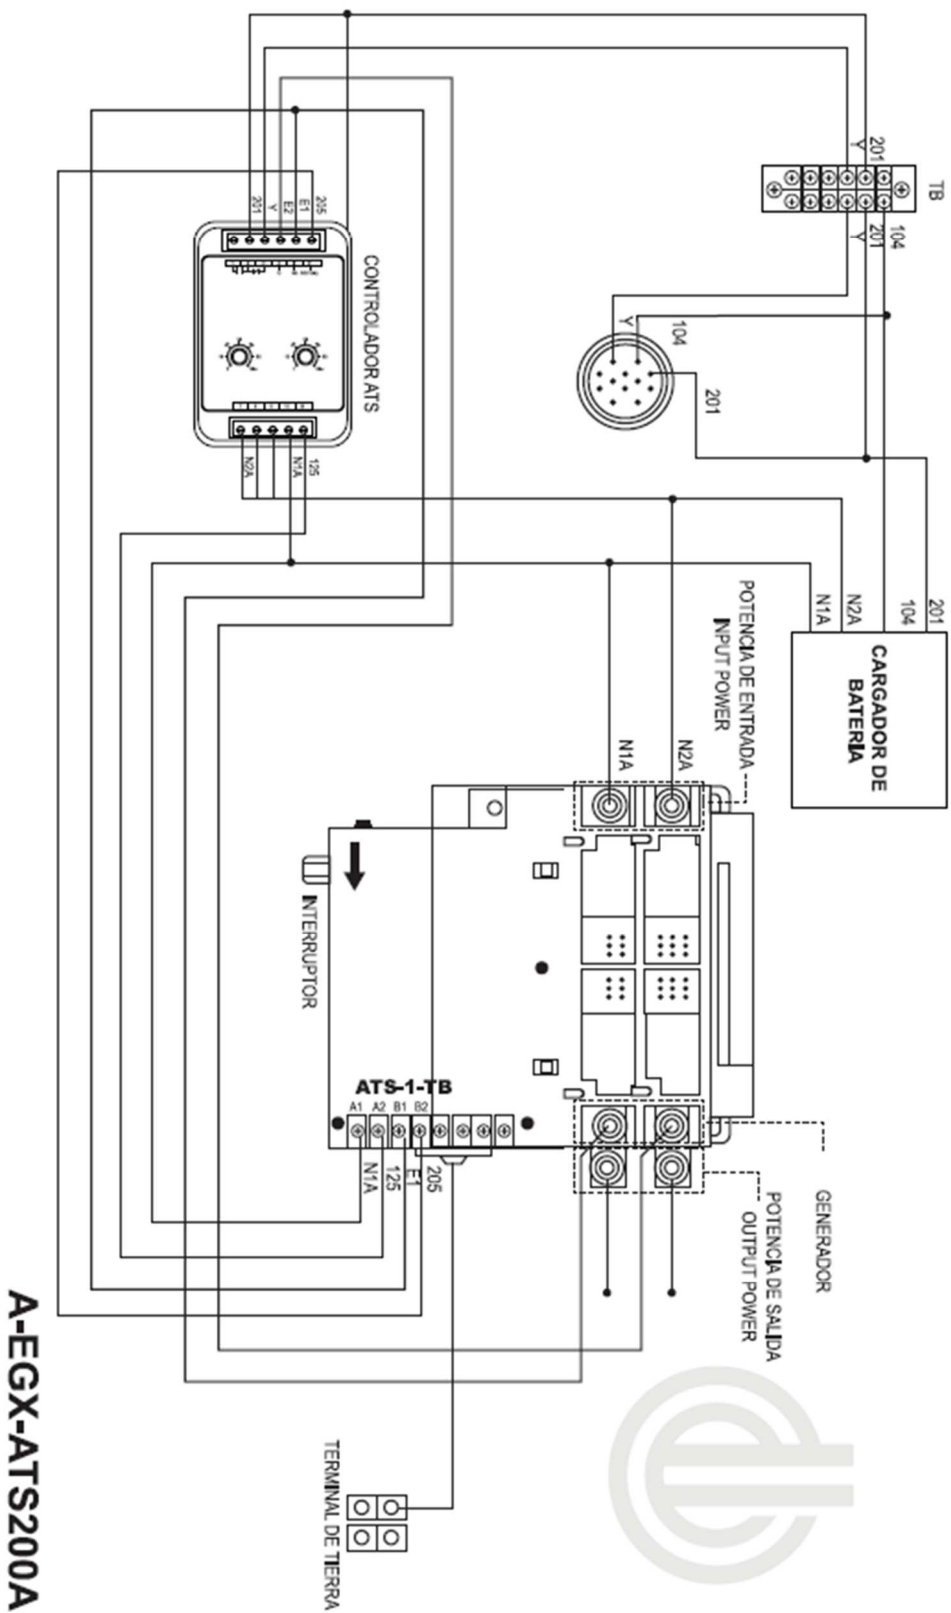 201
Y
TB
201
Y
104
205
E1
E2
Y
201
CONTROLADOR ATS
Y
104
201
125
N1A
N2A
201
104
N2A
N1A
CARGADOR DE
BATERÍA
POTENCIA DE ENTRADA
INPUT POWER
N2A
N1A
INTERRUPTOR
ATS-1-TB
A1 A2 B1 B2
N1A
125
E1
205
GENERADOR
POTENCIA DE SALIDA
OUTPUT POWER
TERMINAL DE TIERRA
A-EGX-ATS200A